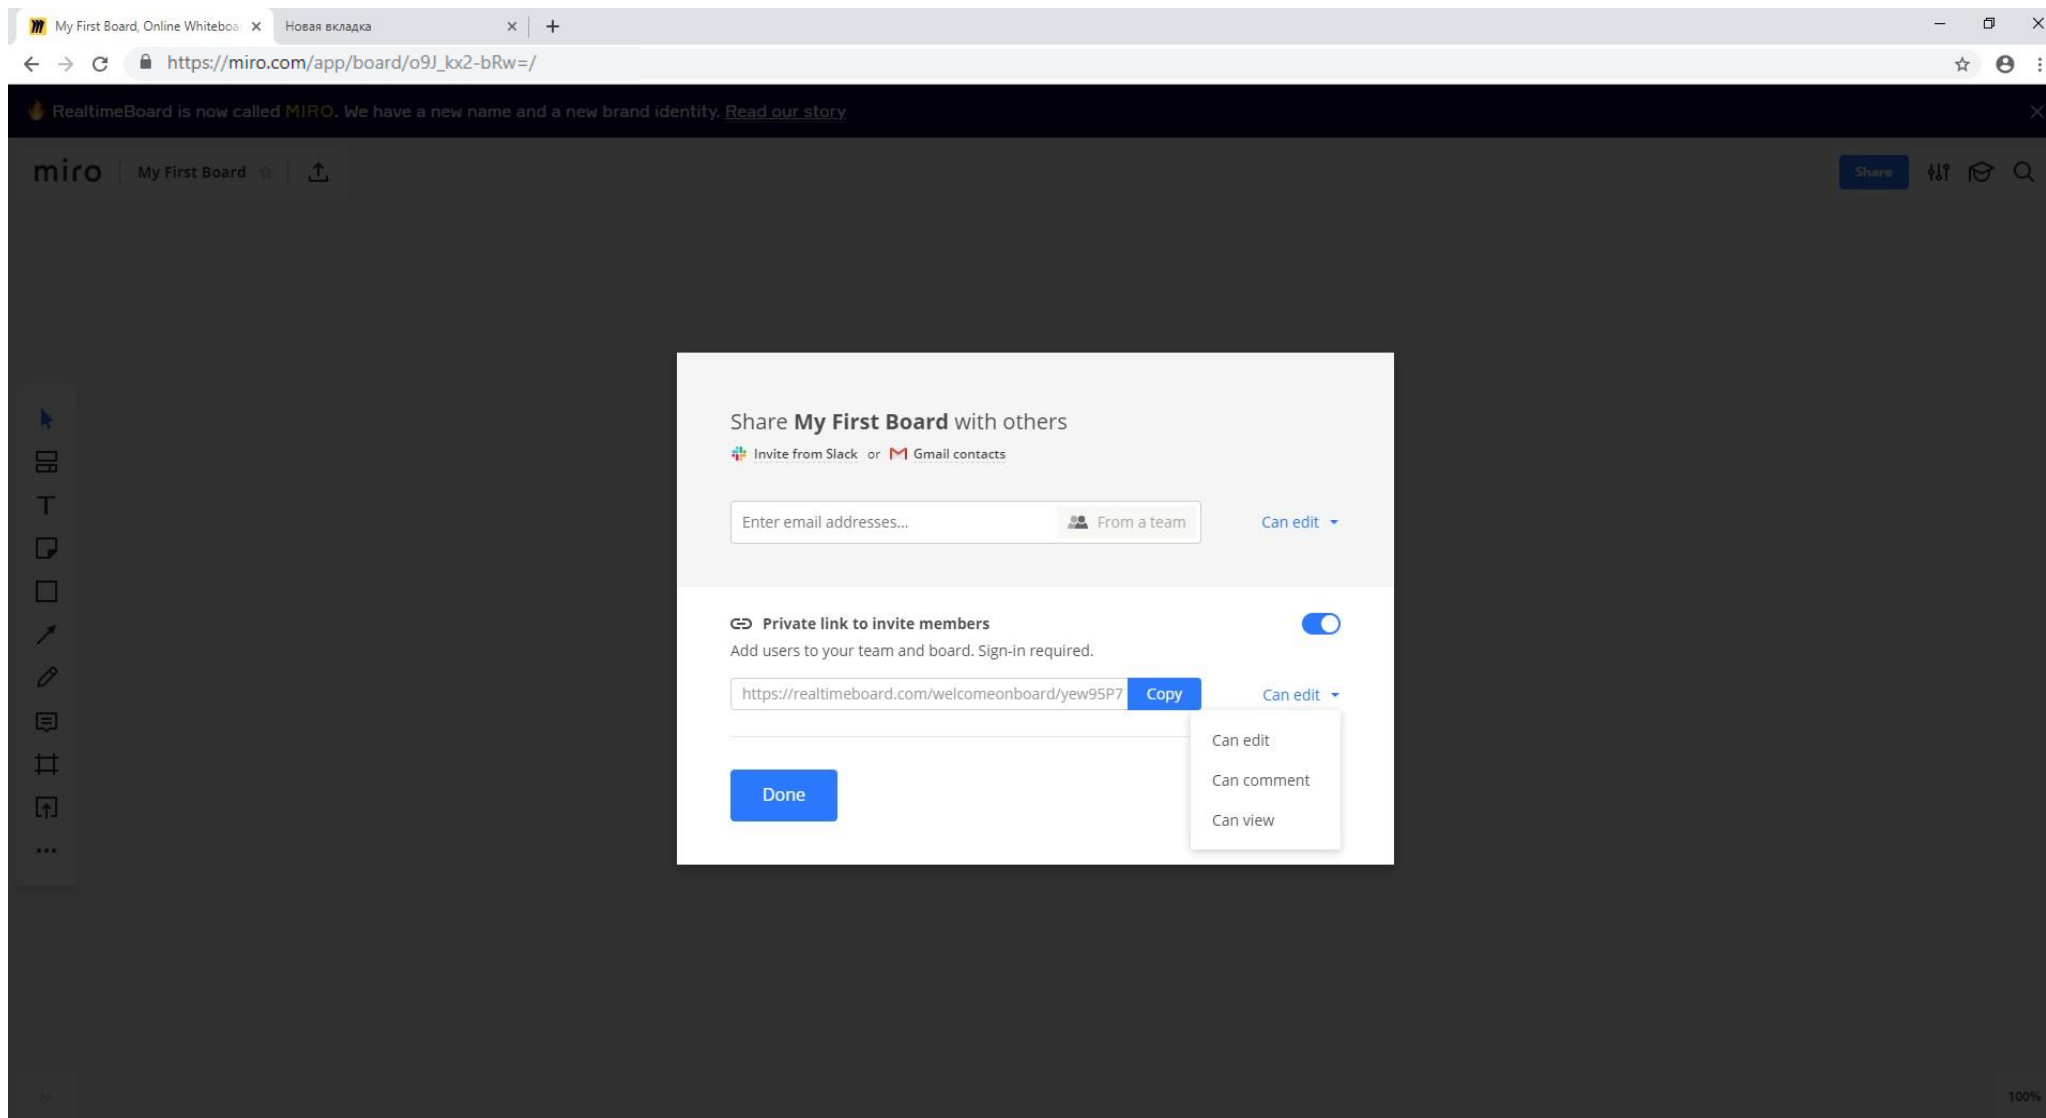 My First Board, Online Whiteboa
Новая вкладка
https://miro.com/app/board/o9J_kx2-bRw=/
RealtimeBoard is now called MIRO. We have a new name and a new brand identity. Read our story
miro My First Board
Share
Share My First Board with others
Invite from Slack or Gmail contacts
Enter email addresses... From a team Can edit
Private link to invite members
Add users to your team and board. Sign-in required.
https://realtimeboard.com/welcomeonboard/yew95P7 Copy Can edit
Can edit
Can comment
Can view
Done
100%